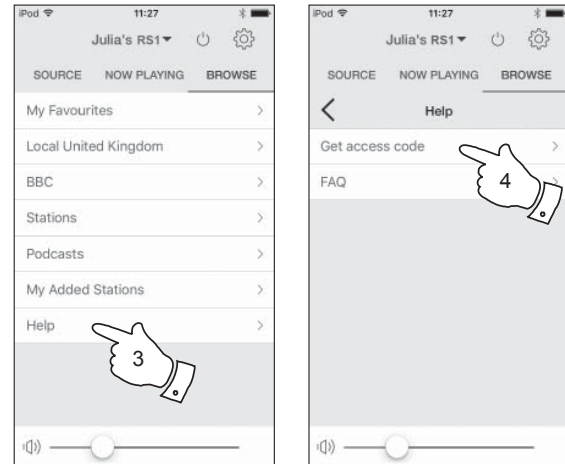 iPod 11:27
Julia's RS1
SOURCE NOW PLAYING BROWSE
My Favourites
Local United Kingdom
BBC
Stations
Podcasts
My Added Stations
Help
3
iPod 11:27
Julia's RS1
SOURCE NOW PLAYING BROWSE
Help
Get access code
FAQ
4